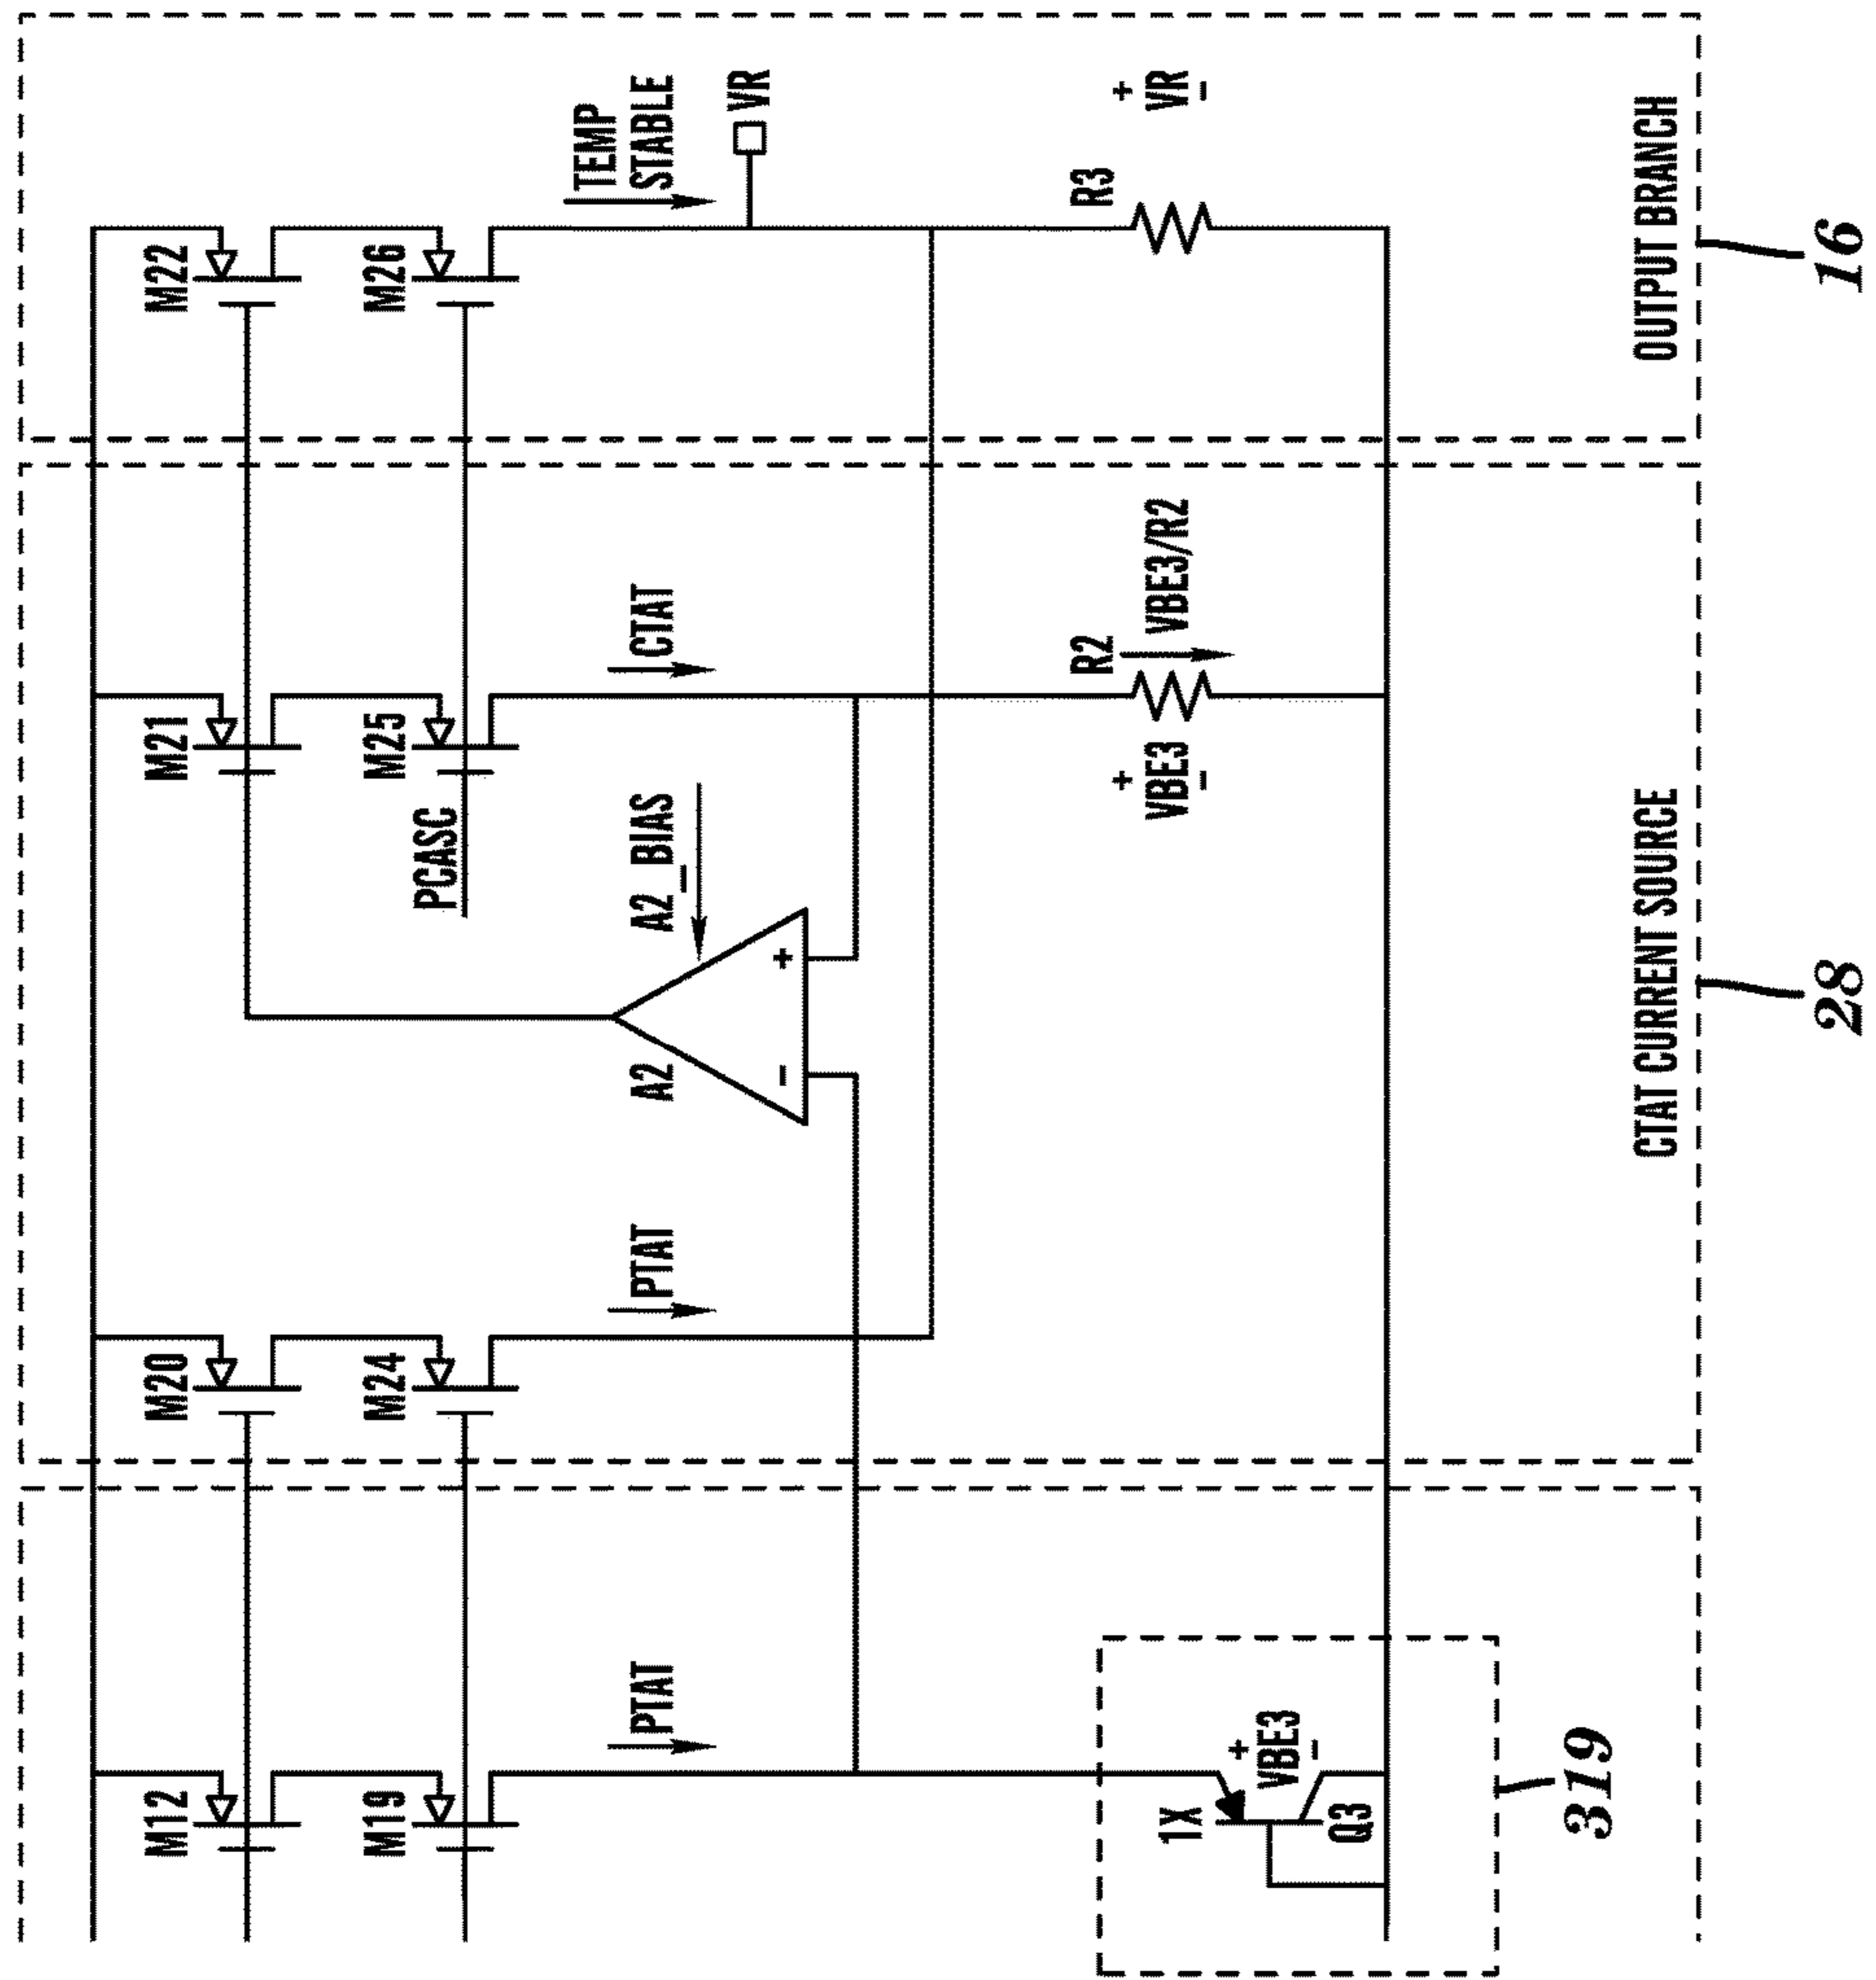 M12
M19
PTAT
1X
+
VBE3
-
Q3
319
M20
M24
PTAT
A2
-
+
A2_BIAS
PCASC
M21
M25
CTAT
+
VBE3
-
R2
VBE3/R2
CTAT CURRENT SOURCE
28
M22
M26
TEMP
STABLE
VR
R3
+
VR
-
OUTPUT BRANCH
16